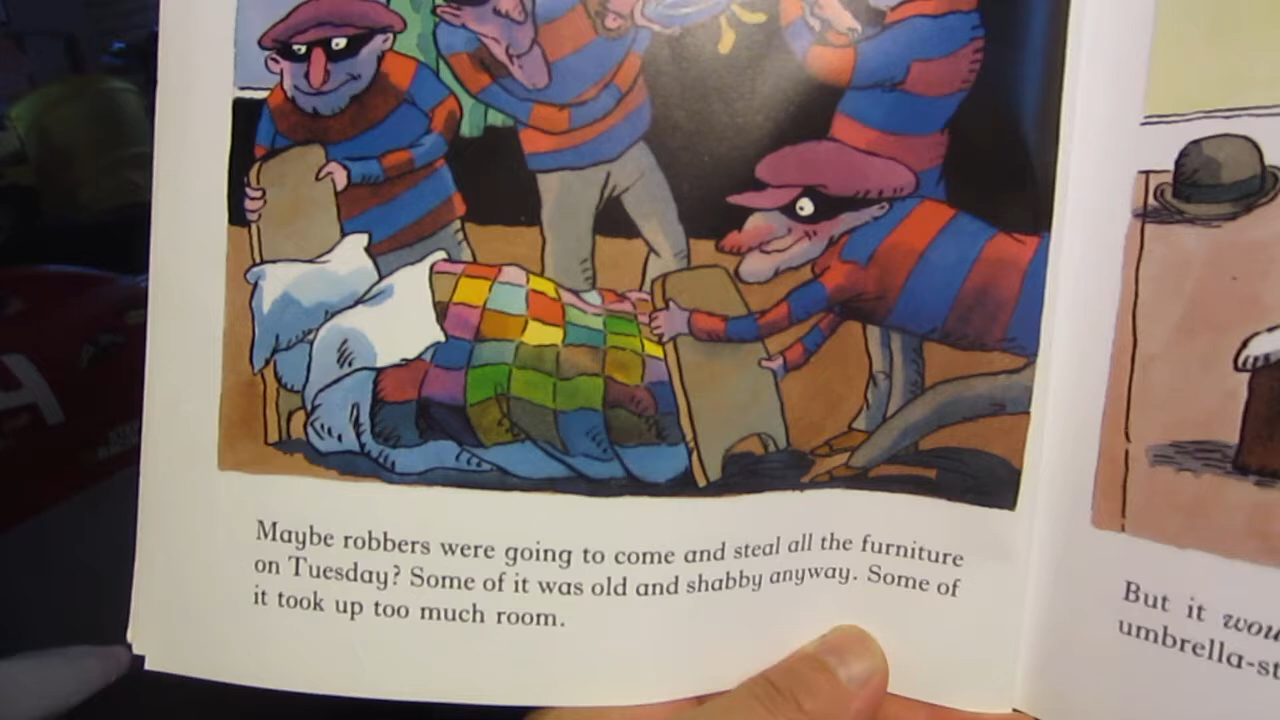 Maybe robbers were going to come and steal all the furniture
on Tuesday? Some of it was old and shabby anyway. Some of
it took up too much room.
But it
umbrella-st
4